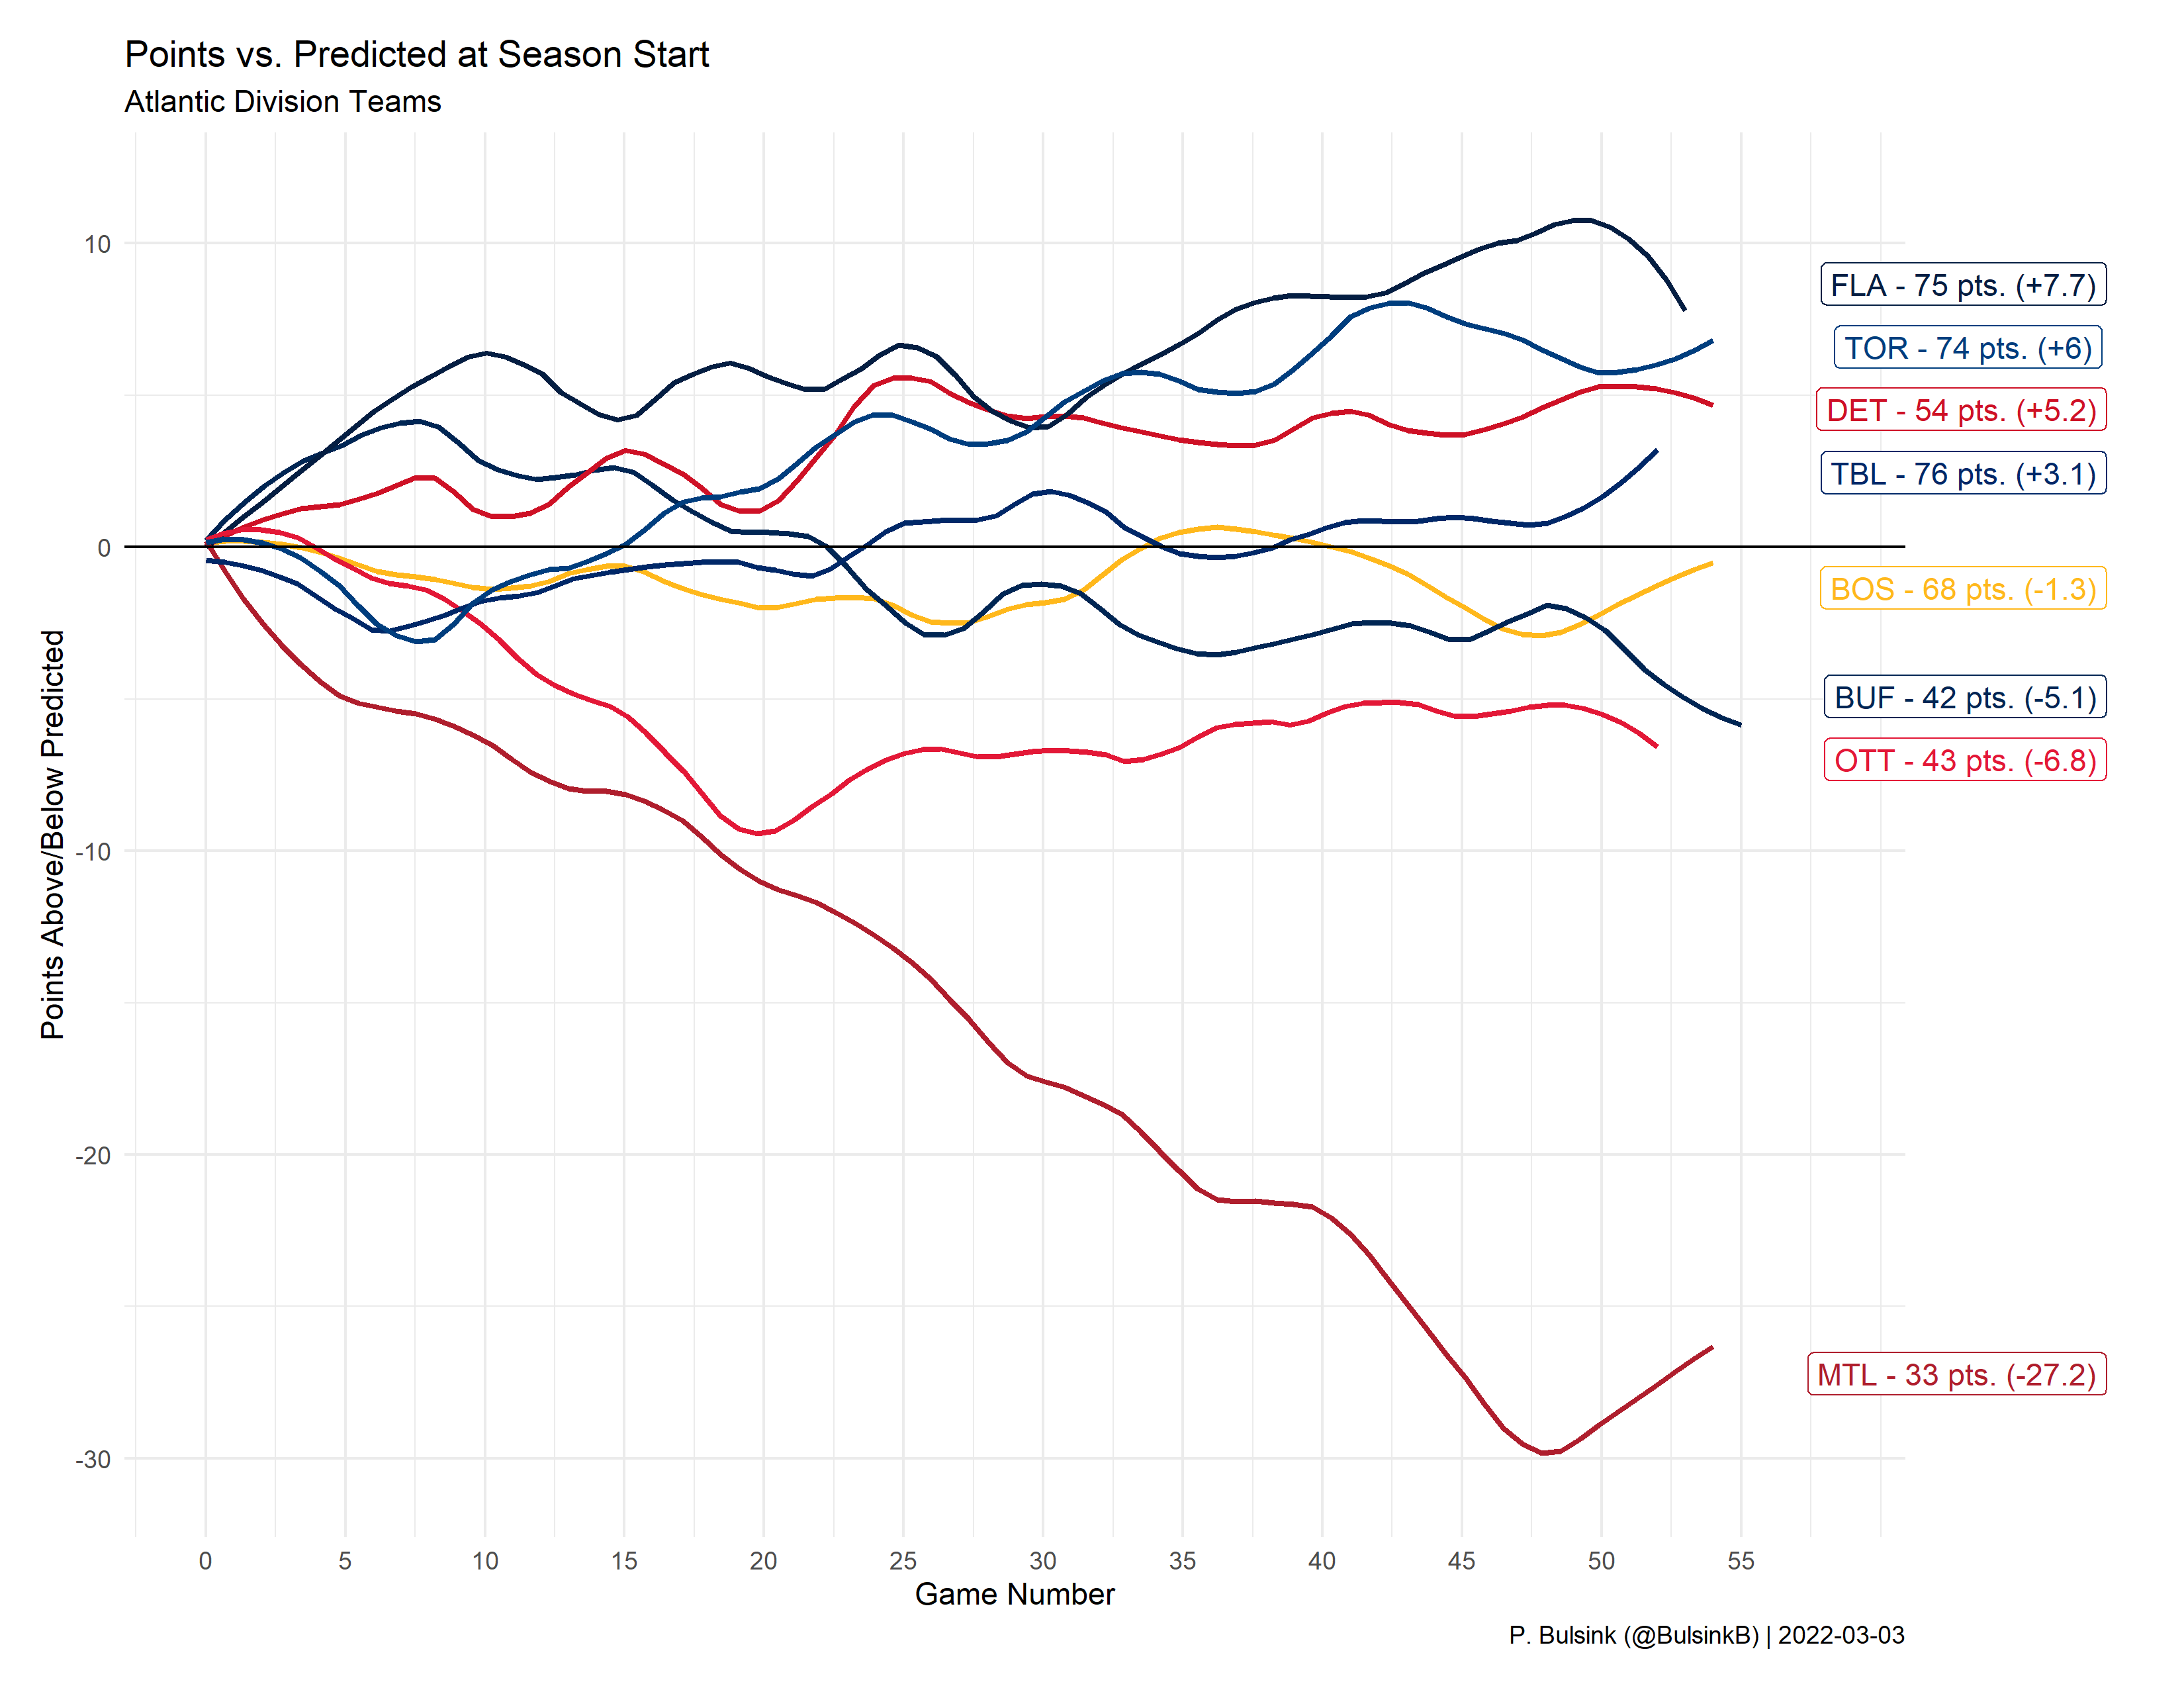 Points vs. Predicted at Season Start
Atlantic Division Teams
Points Above/Below Predicted
10
0
-10
-20
-30
FLA - 75 pts. (+7.7)
TOR - 74 pts. (+6)
DET - 54 pts. (+5.2)
TBL - 76 pts. (+3.1)
BOS - 68 pts. (-1.3)
BUF - 42 pts. (-5.1)
OTT - 43 pts. (-6.8)
MTL - 33 pts. (-27.2)
0 5 10 15 20 25 30 35 40 45 50 55
Game Number
P. Bulsink (@BulsinkB) | 2022-03-03